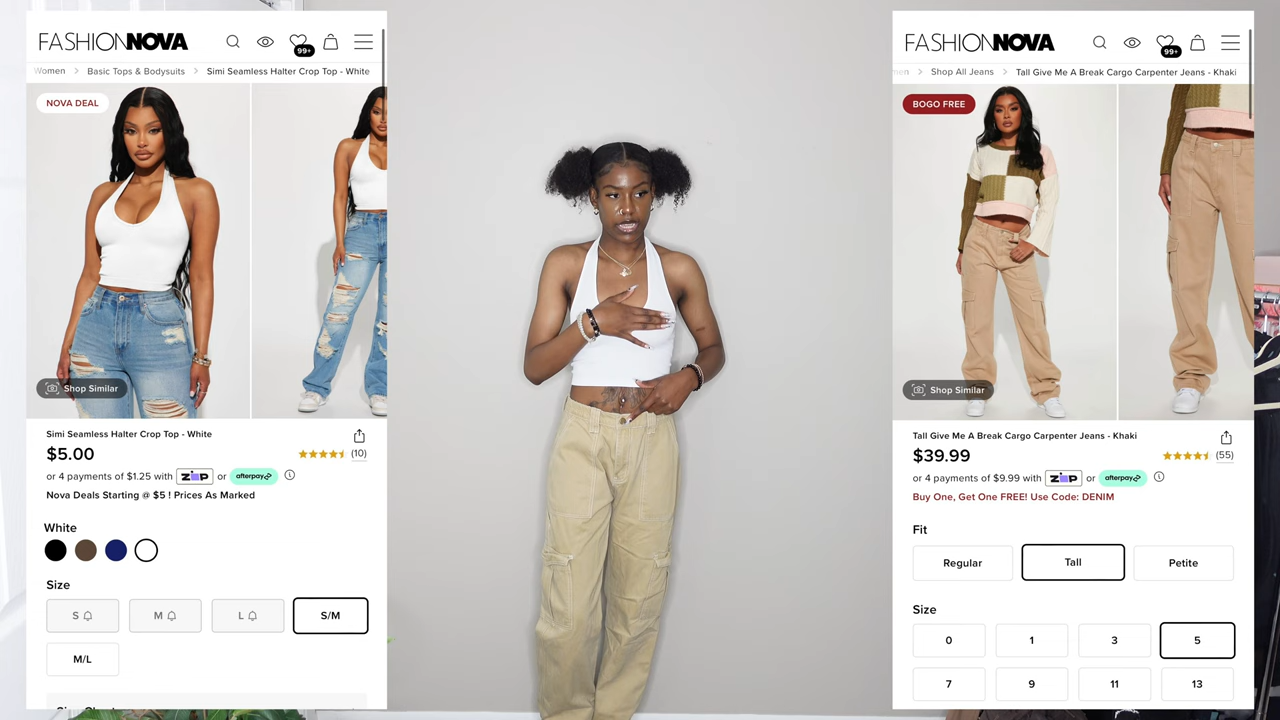 FASHIONNOVA
99+
Women > Basic Tops & Bodysuits > Simi Seamless Halter Crop Top - White
NOVA DEAL
Shop Similar
Simi Seamless Halter Crop Top - White
$5.00
(10)
or 4 payments of $1.25 with zip or afterpay
Nova Deals Starting @ $5 ! Prices As Marked
White
Size
S
M
L
S/M
M/L
FASHIONNOVA
99+
> Shop All Jeans > Tall Give Me A Break Cargo Carpenter Jeans - Khaki
BOGO FREE
Shop Similar
Tall Give Me A Break Cargo Carpenter Jeans - Khaki
$39.99
(55)
or 4 payments of $9.99 with zip or afterpay
Buy One, Get One FREE! Use Code: DENIM
Fit
Regular
Tall
Petite
Size
0
1
3
5
7
9
11
13